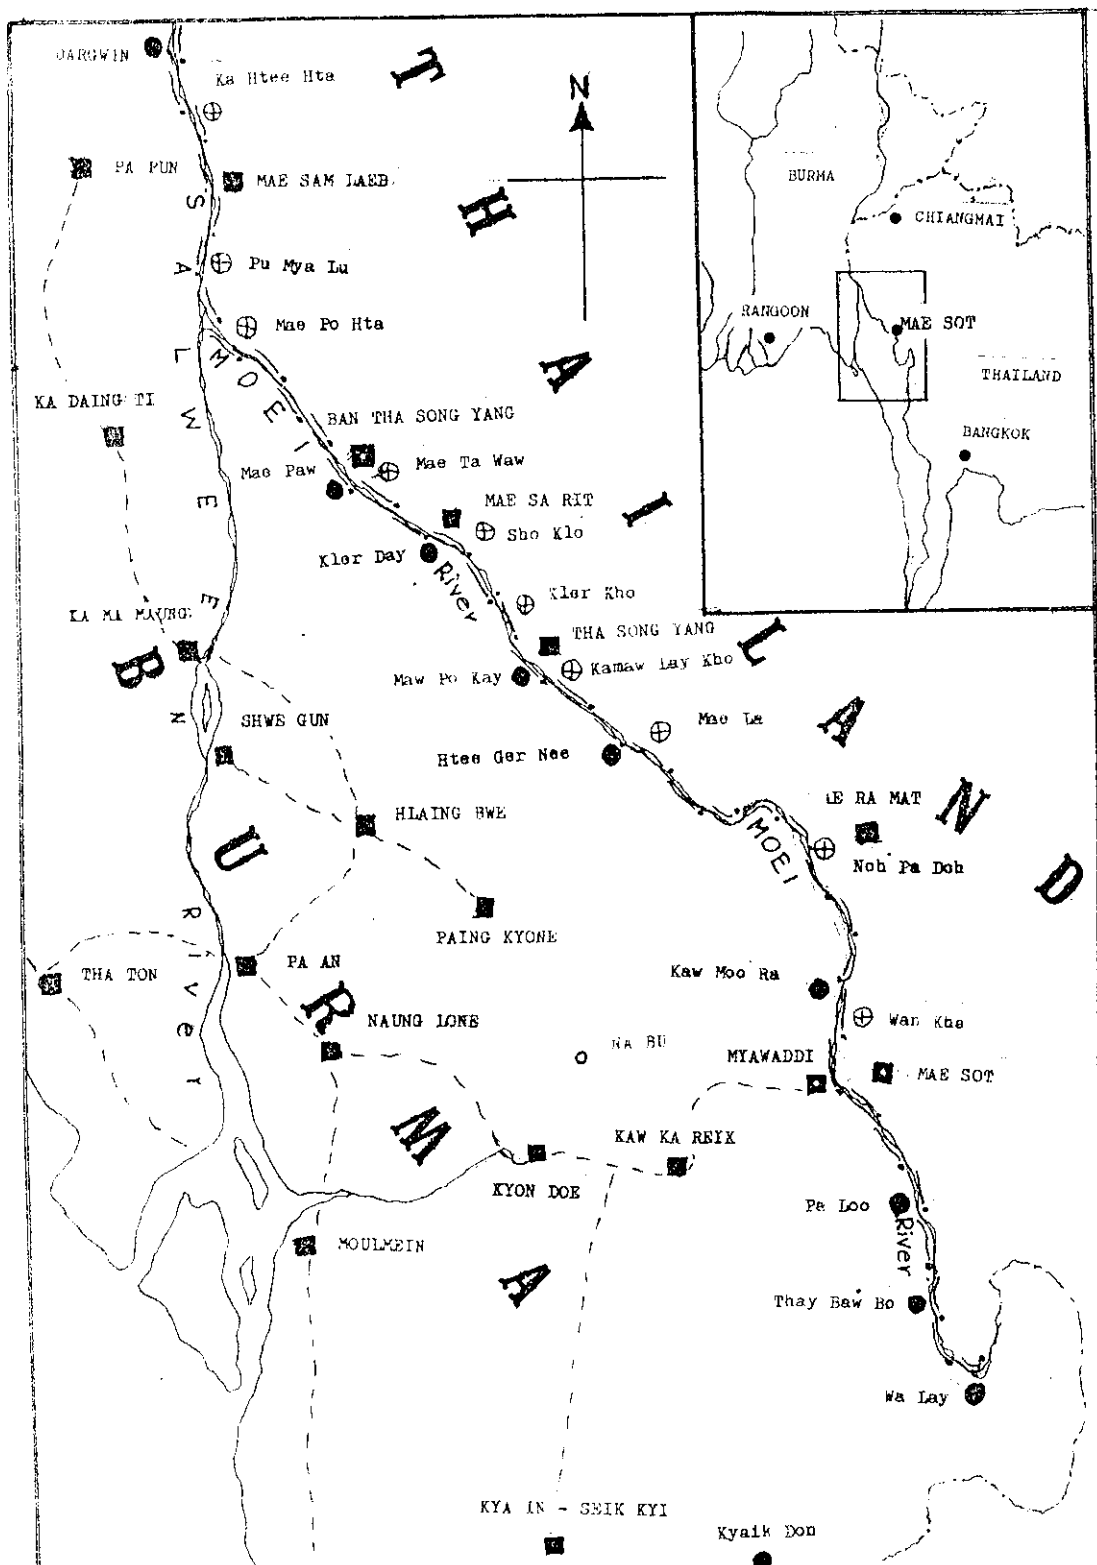 DARGWIN
Ka Htee Hta
PA PUN
MAE SAM LAEB
Pu Mya Lu
Mae Po Hta
N
THAILAND
BURMA
CHIANGMAI
RANGOON
MAE SOT
THAILAND
BANGKOK
SALWEEN River
MOEI River
KA DAING TI
BAN THA SONG YANG
Mae Paw
Mae Ta Waw
MAE SA RIT
Sho Klo
Kler Day
Kler Kho
KA MA MAUNG
THA SONG YANG
Kamaw Lay Kho
Maw Po Kay
SHWE GUN
Mae La
Htee Ger Nee
HLAING BWE
MOEI River
Noh Pa Doh
PAING KYONE
THA TON
PA AN
Kaw Moo Ra
NAUNG LONE
NA BU
Wan Kha
MYAWADDI
MAE SOT
KAW KA REIK
KYON DOE
Pa Loo
MOULMEIN
Thay Baw Bo
Wa Lay
KYA IN - SEIK KYI
Kyaik Don
BURMA